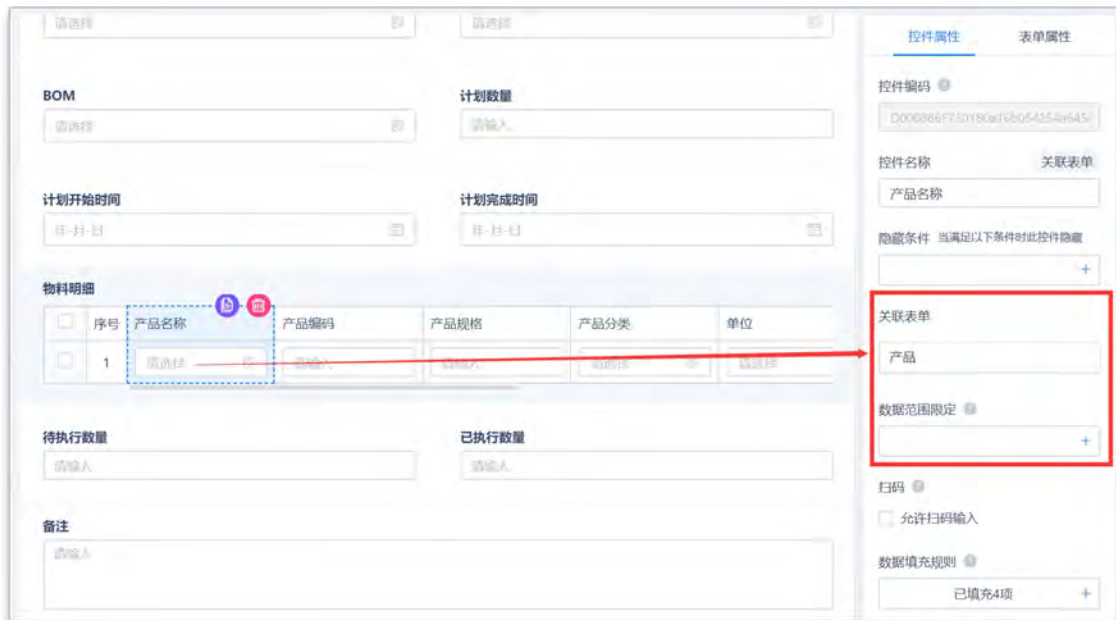 请选择 请选择
控件属性 表单属性
控件编码
BOM 计划数量
请选择 请输入
控件名称 关联表单
产品名称
计划开始时间 计划完成时间
年-月-日 年-月-日
隐藏条件 当满足以下条件时此控件隐藏
+
物料明细
序号 产品名称 产品编码 产品规格 产品分类 单位
1 请选择 请输入 请输入 请选择 请选择
关联表单
产品
数据范围限定
+
待执行数量 已执行数量
请输入 请输入
扫码
允许扫码输入
备注
请输入
数据填充规则
已填充4项 +